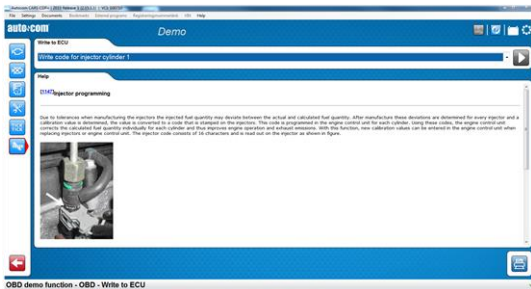 Autocom CARS CDP+ | 2015 Release
File Settings Documents Bookmarks Help
auto:com
Demo
Write to ECU
Write code for injector cylinder 1
Help
Injector programming
Due to tolerances when manufacturing the injectors the injected fuel quantity may deviate between the actual and calculated fuel quantity. After manufacture these deviations are determined for every injector and a
calibration value is determined, the value is converted to a code that is stamped on the injectors. This code is programmed in the engine control unit for each cylinder. Using these codes, the engine control unit
corrects the calculated fuel quantity individually for each cylinder and thus improves engine operation and exhaust emissions. With this function, new calibration values can be entered in the engine control unit when
replacing injectors or engine control unit. The injector code consists of 16 characters and is read out on the injector as shown in figure.
OBD demo function - OBD - Write to ECU